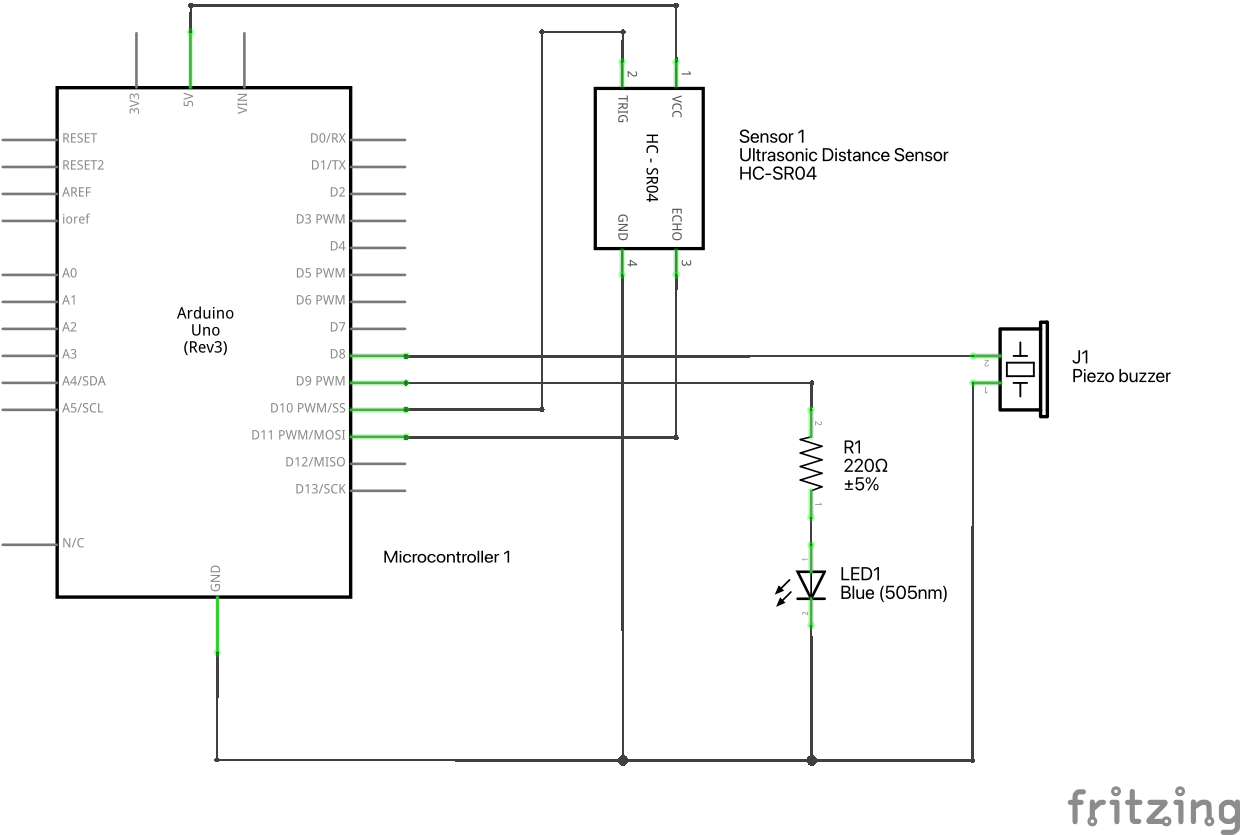 3V3
5V
VIN
RESET
RESET2
AREF
ioref
A0
A1
A2
A3
A4/SDA
A5/SCL
N/C
Arduino
Uno
(Rev3)
D0/RX
D1/TX
D2
D3 PWM
D4
D5 PWM
D6 PWM
D7
D8
D9 PWM
D10 PWM/SS
D11 PWM/MOSI
D12/MISO
D13/SCK
GND
Microcontroller 1
2
1
TRIG
VCC
HC - SR04
GND
ECHO
4
3
Sensor 1
Ultrasonic Distance Sensor
HC-SR04
2
1
J1
Piezo buzzer
2
R1
220Ω
±5%
1
1
LED1
Blue (505nm)
2
fritzing